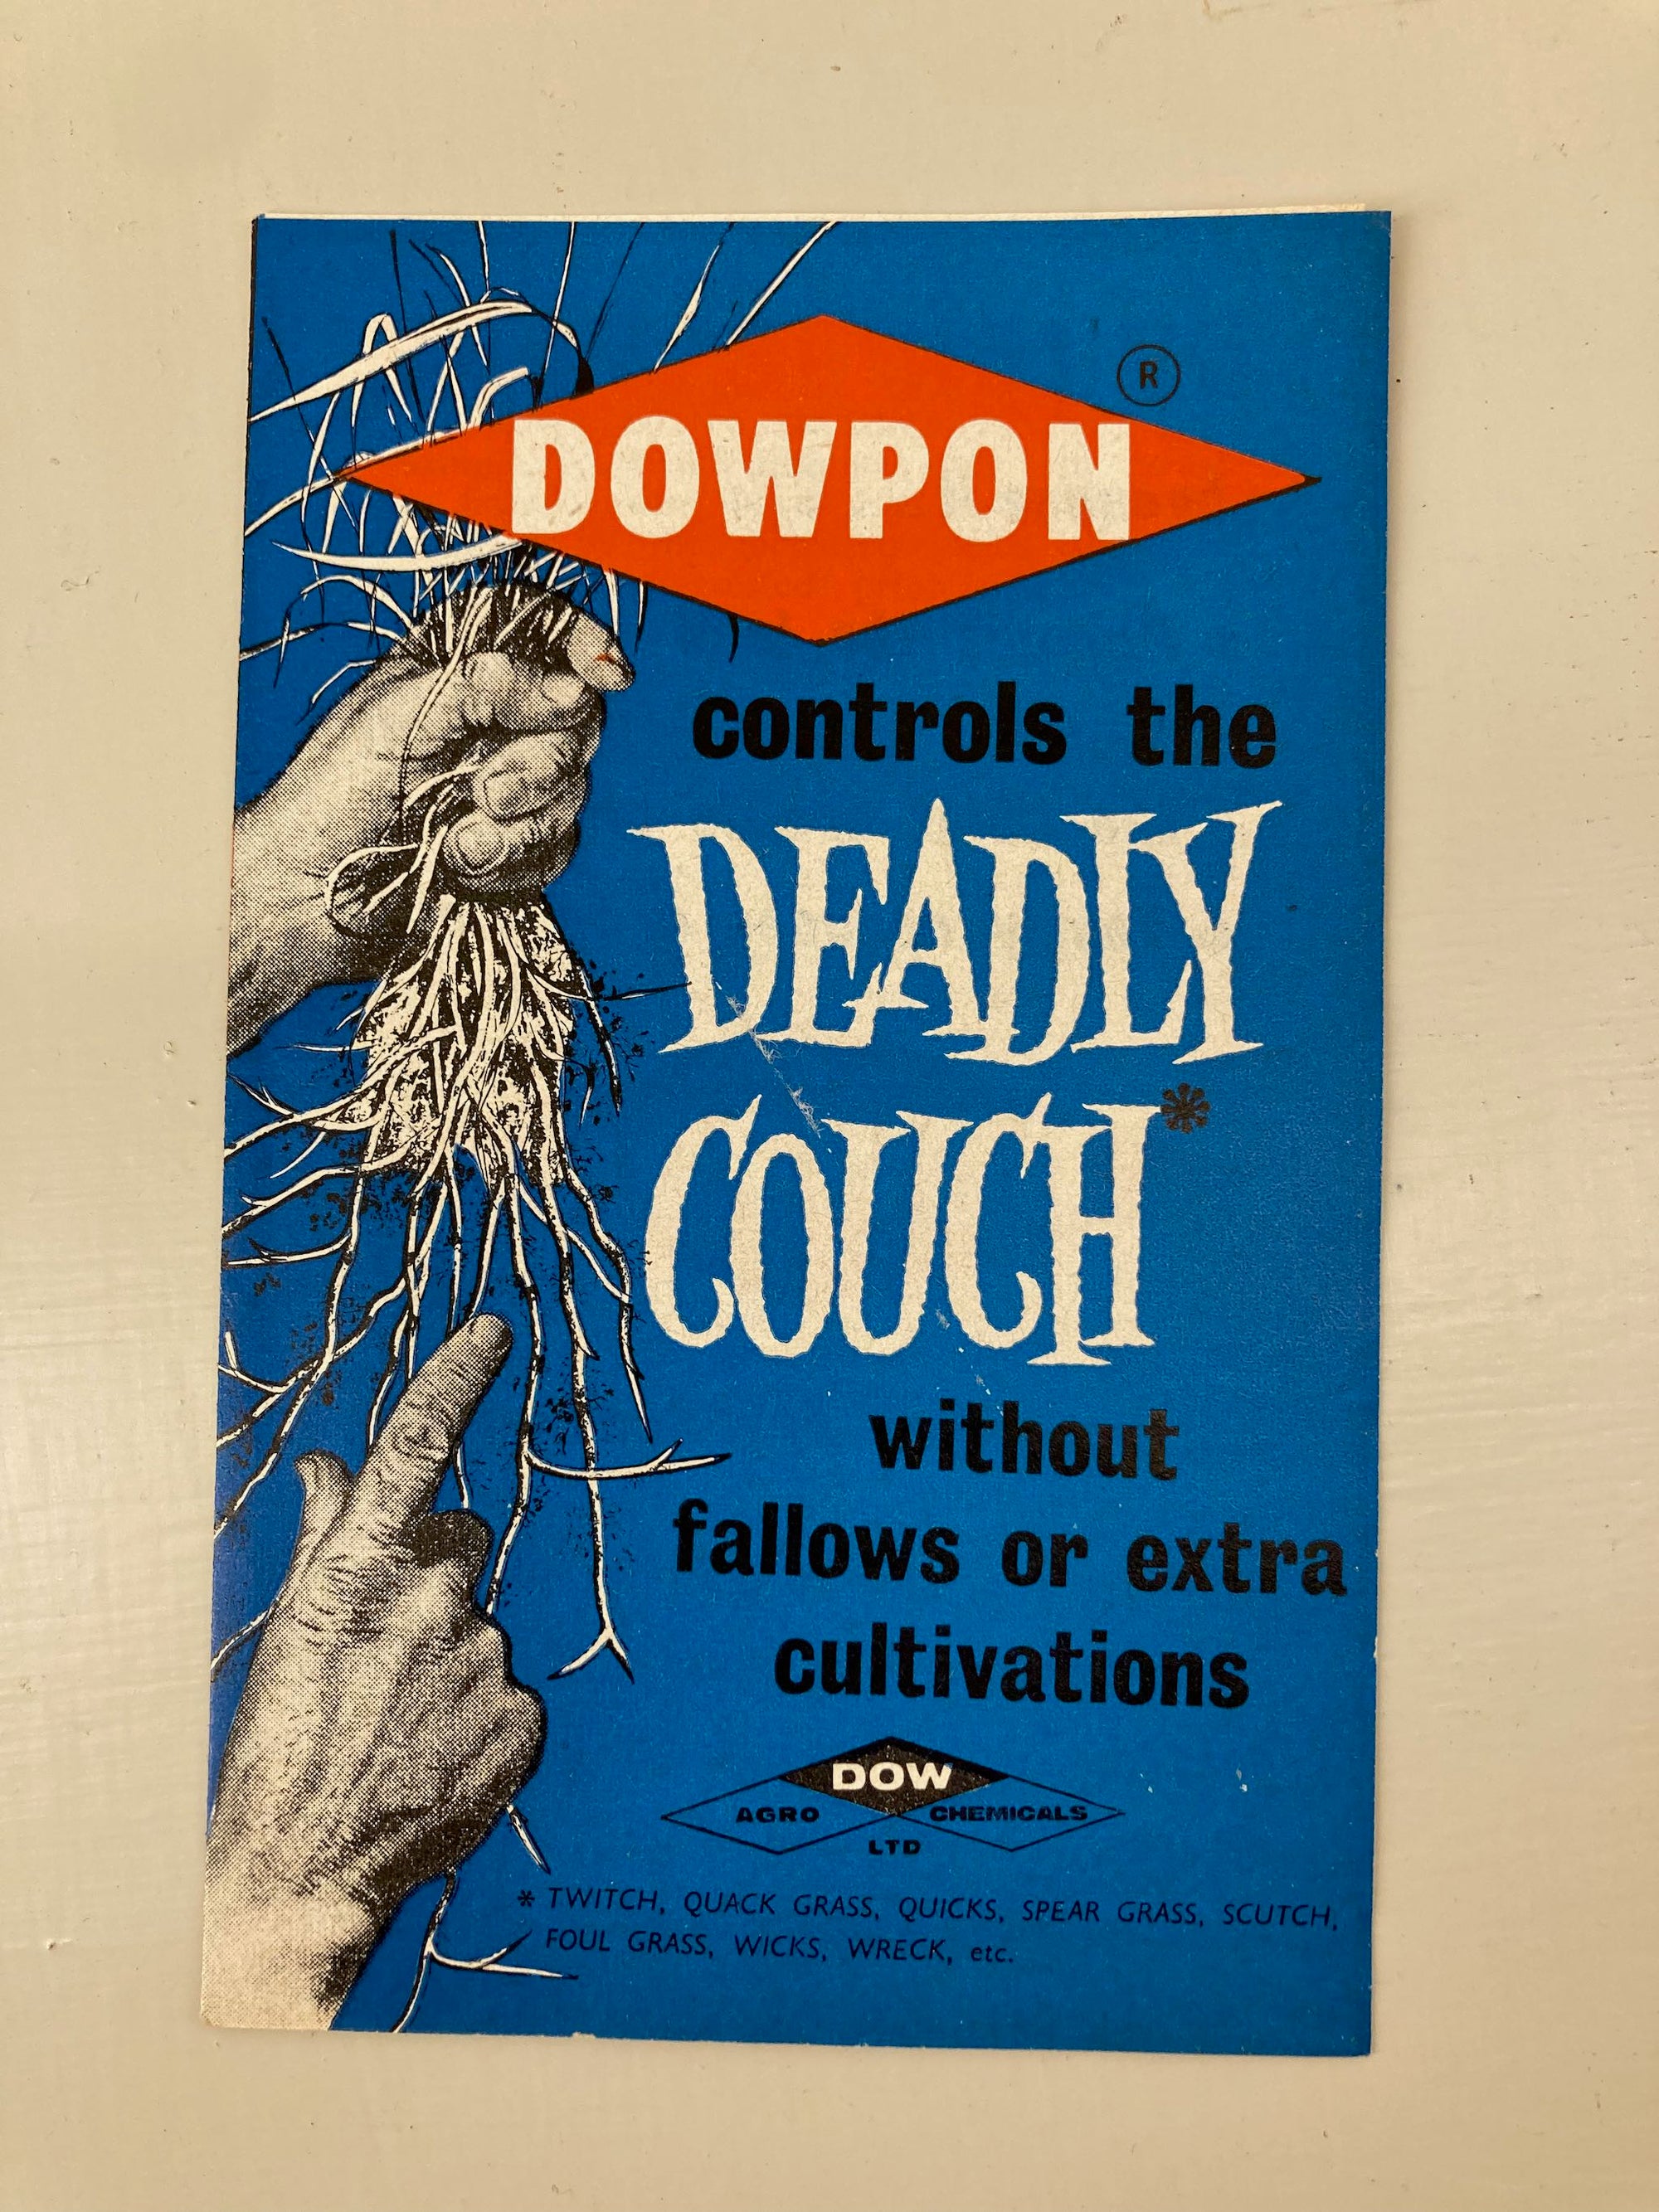 ®
DOWPON
controls the
DEADLY
COUCH*
without
fallows or extra
cultivations
DOW
AGRO CHEMICALS
LTD
* TWITCH, QUACK GRASS, QUICKS, SPEAR GRASS, SCUTCH,
FOUL GRASS, WICKS, WRECK, etc.